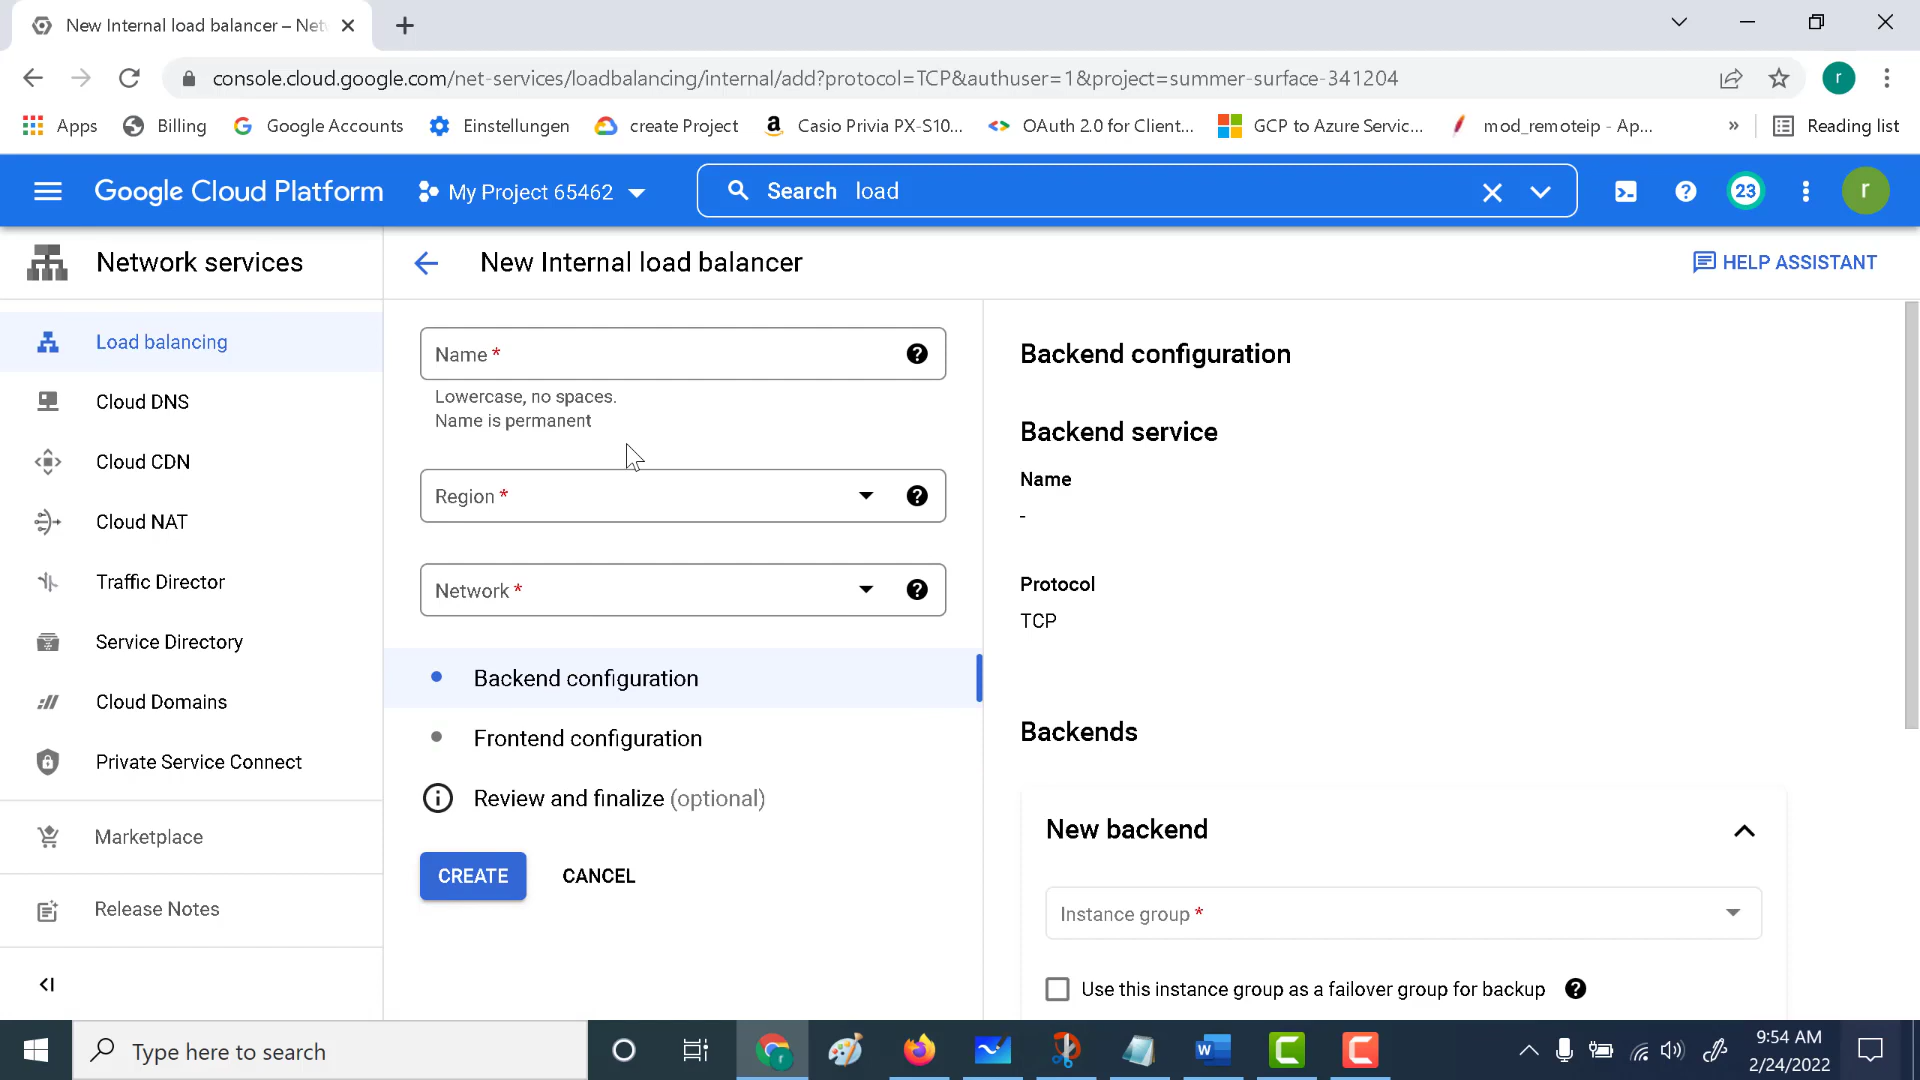 New Internal load balancer – Net
console.cloud.google.com/net-services/loadbalancing/internal/add?protocol=TCP&authuser=1&project=summer-surface-341204
r
Apps
Billing
Google Accounts
Einstellungen
create Project
Casio Privia PX-S10...
OAuth 2.0 for Client...
GCP to Azure Servic...
mod_remoteip - Ap...
»
Reading list
Google Cloud Platform
My Project 65462
Search load
23
r
Network services
New Internal load balancer
HELP ASSISTANT
Load balancing
Cloud DNS
Cloud CDN
Cloud NAT
Traffic Director
Service Directory
Cloud Domains
Private Service Connect
Marketplace
Release Notes
Name *
Lowercase, no spaces.
Name is permanent
Region *
Network *
Backend configuration
Frontend configuration
Review and finalize (optional)
CREATE
CANCEL
Backend configuration
Backend service
Name
-
Protocol
TCP
Backends
New backend
Instance group *
Use this instance group as a failover group for backup
Type here to search
9:54 AM
2/24/2022